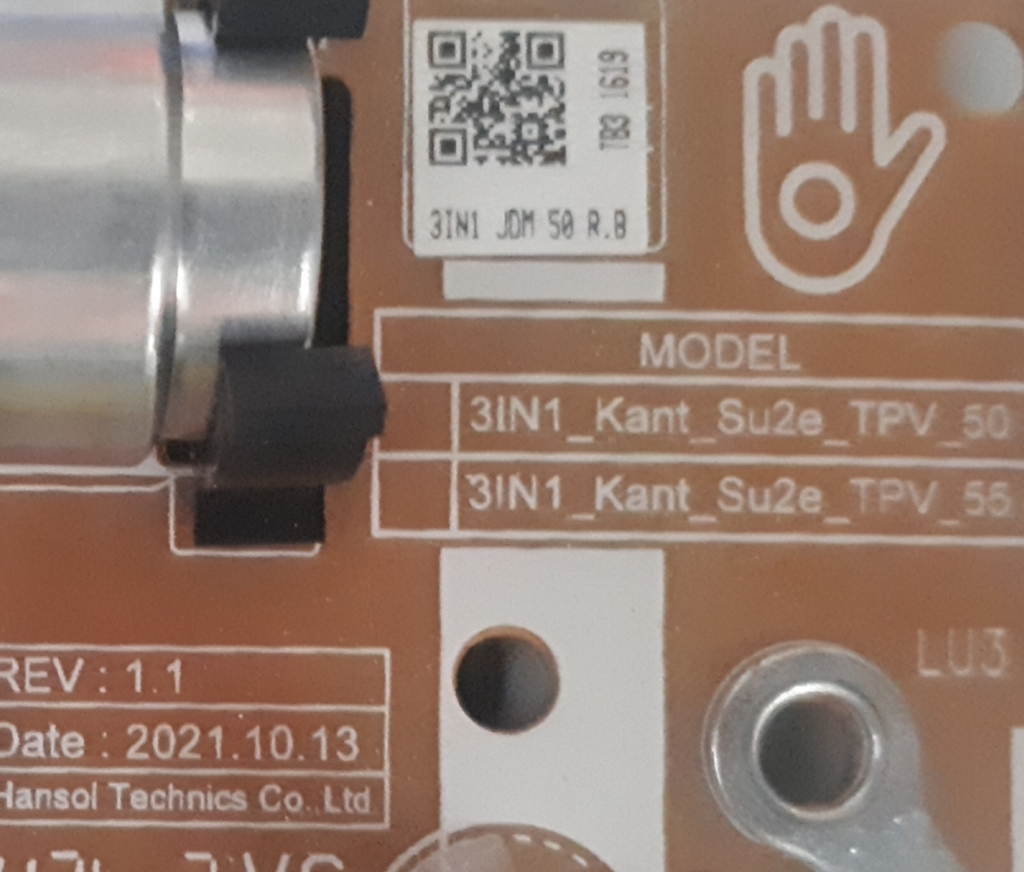 TB3 1619
3IN1 JDM 50 R.B
MODEL
3IN1_Kant_Su2e_TPV_50
3IN1_Kant_Su2e_TPV_55
LU3
REV : 1.1
Date : 2021.10.13
Hansol Technics Co.,Ltd